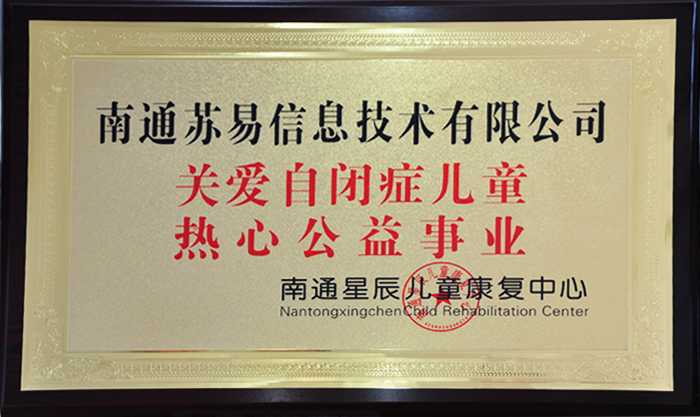 南通苏易信息技术有限公司
关爱自闭症儿童
热心公益事业
南通星辰儿童康复中心
NantongxingchenChild Rehabilitation Center